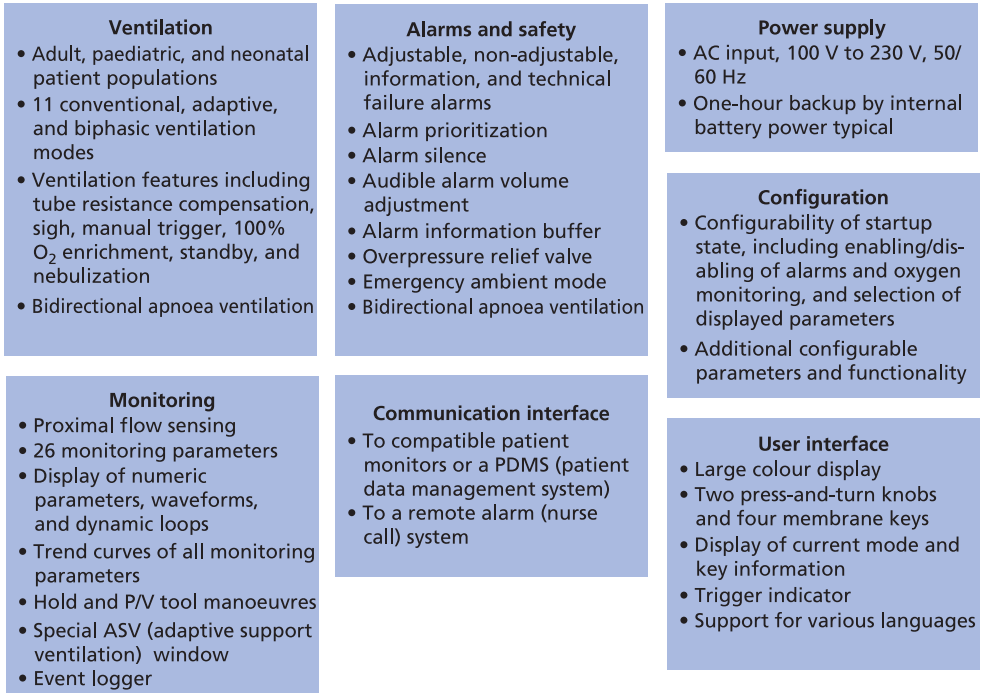 Ventilation
• Adult, paediatric, and neonatal
patient populations
• 11 conventional, adaptive,
and biphasic ventilation
modes
• Ventilation features including
tube resistance compensation,
sigh, manual trigger, 100%
O₂ enrichment, standby, and
nebulization
• Bidirectional apnoea ventilation
Alarms and safety
• Adjustable, non-adjustable,
information, and technical
failure alarms
• Alarm prioritization
• Alarm silence
• Audible alarm volume
adjustment
• Alarm information buffer
• Overpressure relief valve
• Emergency ambient mode
• Bidirectional apnoea ventilation
Power supply
• AC input, 100 V to 230 V, 50/
60 Hz
• One-hour backup by internal
battery power typical
Configuration
• Configurability of startup
state, including enabling/dis-
abling of alarms and oxygen
monitoring, and selection of
displayed parameters
• Additional configurable
parameters and functionality
Monitoring
• Proximal flow sensing
• 26 monitoring parameters
• Display of numeric
parameters, waveforms,
and dynamic loops
• Trend curves of all monitoring
parameters
• Hold and P/V tool manoeuvres
• Special ASV (adaptive support
ventilation) window
• Event logger
Communication interface
• To compatible patient
monitors or a PDMS (patient
data management system)
• To a remote alarm (nurse
call) system
User interface
• Large colour display
• Two press-and-turn knobs
and four membrane keys
• Display of current mode and
key information
• Trigger indicator
• Support for various languages